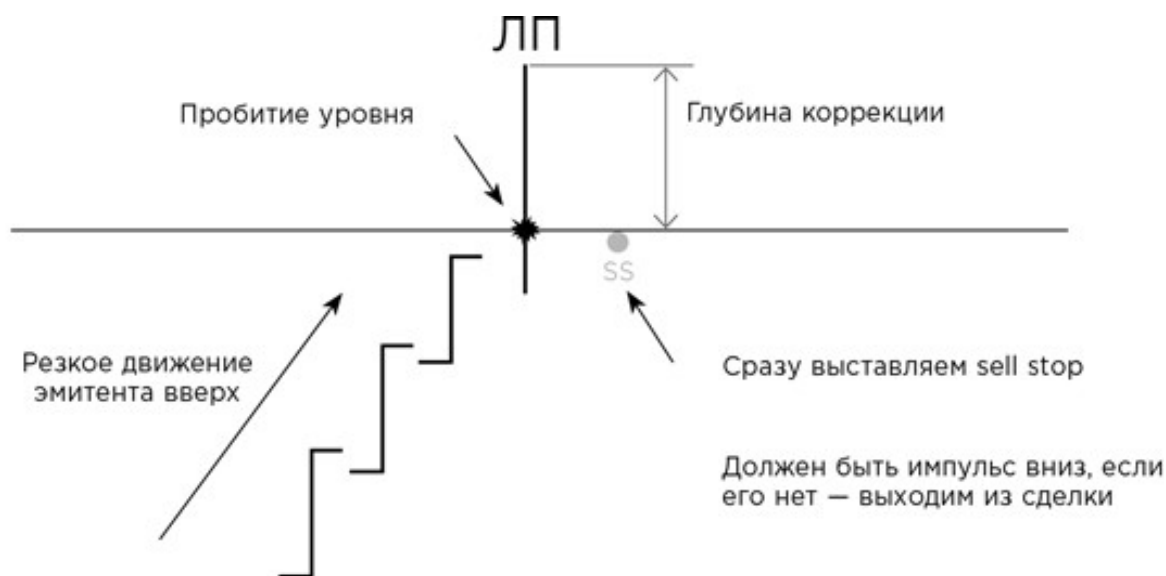 ЛП
Пробитие уровня
Глубина коррекции
SS
Резкое движение
эмитента вверх
Сразу выставляем sell stop
Должен быть импульс вниз, если
его нет — выходим из сделки